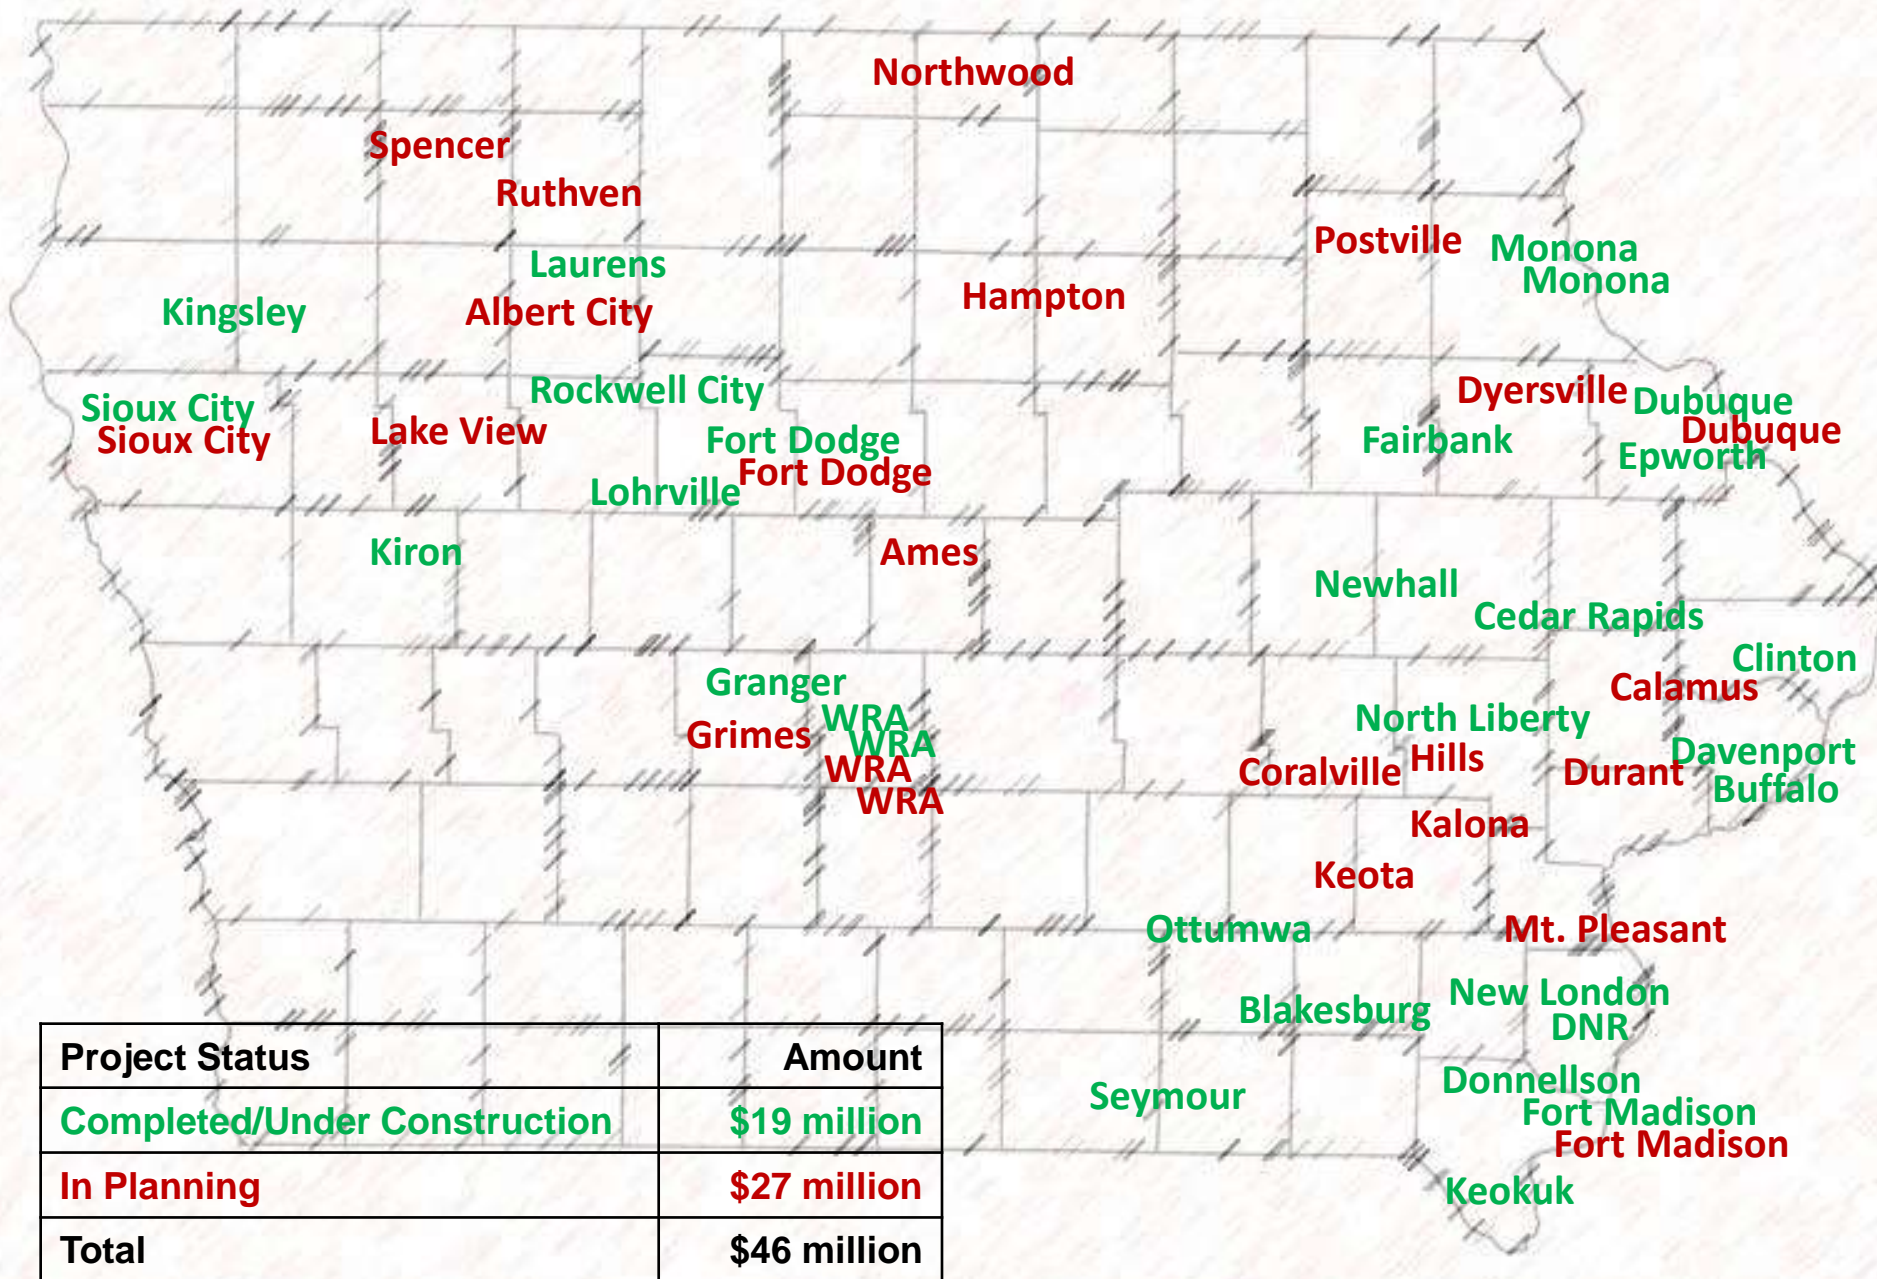 Northwood
Spencer
Ruthven
Postville
Monona
Monona
Laurens
Kingsley
Albert City
Hampton
Rockwell City
Dyersville
Dubuque
Dubuque
Sioux City
Sioux City
Lake View
Fort Dodge
Fort Dodge
Fairbank
Epworth
Lohrville
Kiron
Ames
Newhall
Cedar Rapids
Clinton
Calamus
Granger
Grimes
WRA
WRA
WRA
WRA
North Liberty
Coralville
Hills
Durant
Davenport
Buffalo
Kalona
Keota
Ottumwa
Mt. Pleasant
Blakesburg
New London
DNR
Seymour
Donnellson
Fort Madison
Fort Madison
Keokuk
Project Status Amount
Completed/Under Construction $19 million
In Planning $27 million
Total $46 million